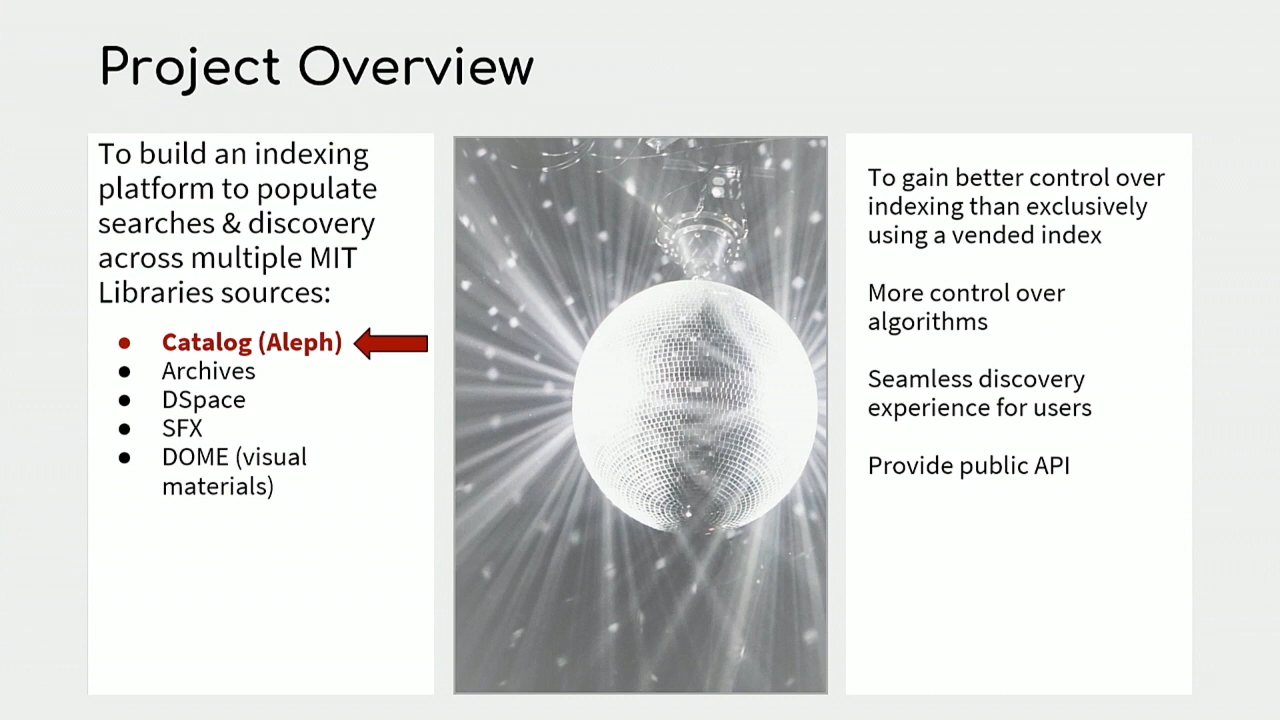 Project Overview
To build an indexing
platform to populate
searches & discovery
across multiple MIT
Libraries sources:
● Catalog (Aleph)
● Archives
● DSpace
● SFX
● DOME (visual
materials)
To gain better control over
indexing than exclusively
using a vended index
More control over
algorithms
Seamless discovery
experience for users
Provide public API